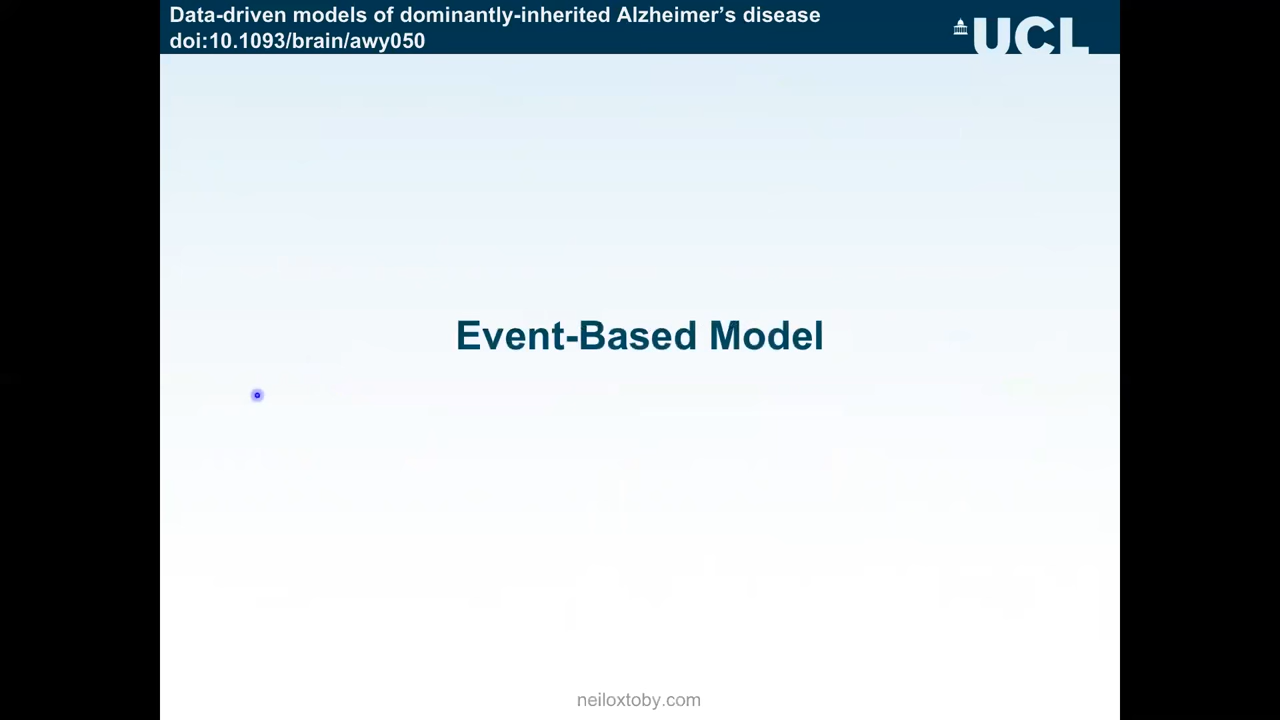 Data-driven models of dominantly-inherited Alzheimer’s disease
doi:10.1093/brain/awy050
UCL
Event-Based Model
neiloxtoby.com